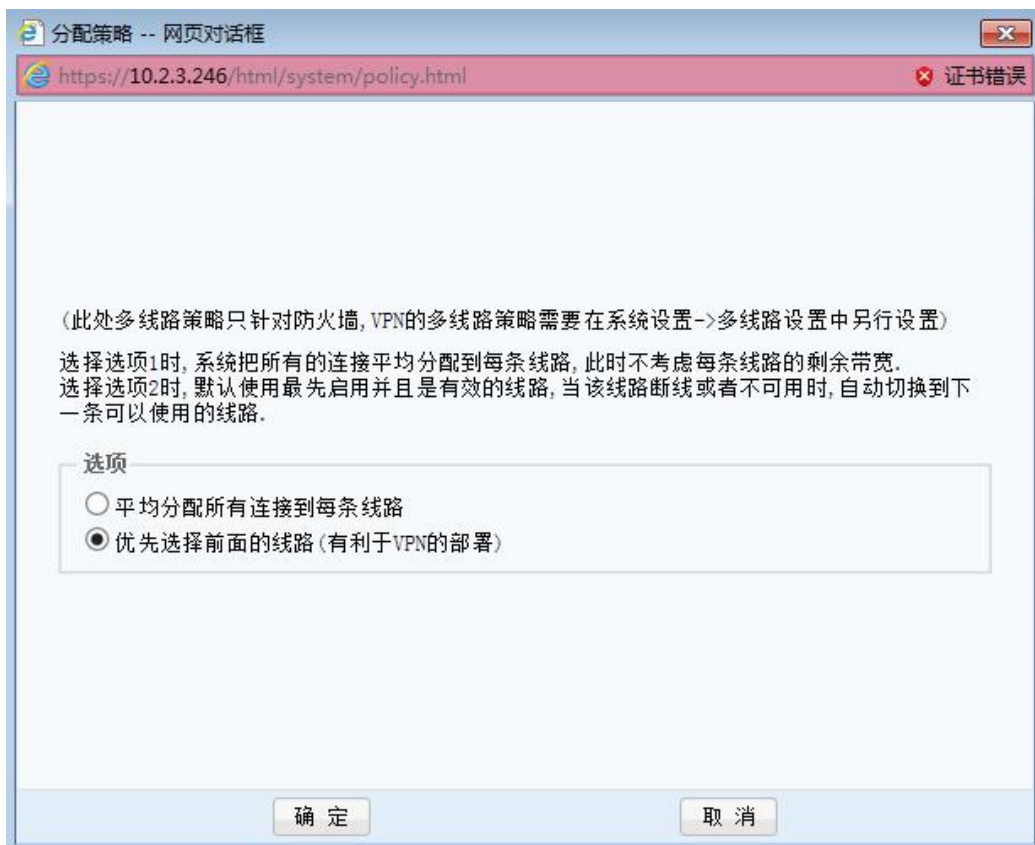 分配策略 -- 网页对话框
https://10.2.3.246/html/system/policy.html 证书错误
(此处多线路策略只针对防火墙,VPN的多线路策略需要在系统设置->多线路设置中另行设置)
选择选项1时,系统把所有的连接平均分配到每条线路,此时不考虑每条线路的剩余带宽.
选择选项2时,默认使用最先启用并且是有效的线路,当该线路断线或者不可用时,自动切换到下
一条可以使用的线路.
选项
平均分配所有连接到每条线路
优先选择前面的线路(有利于VPN的部署)
确 定 取 消